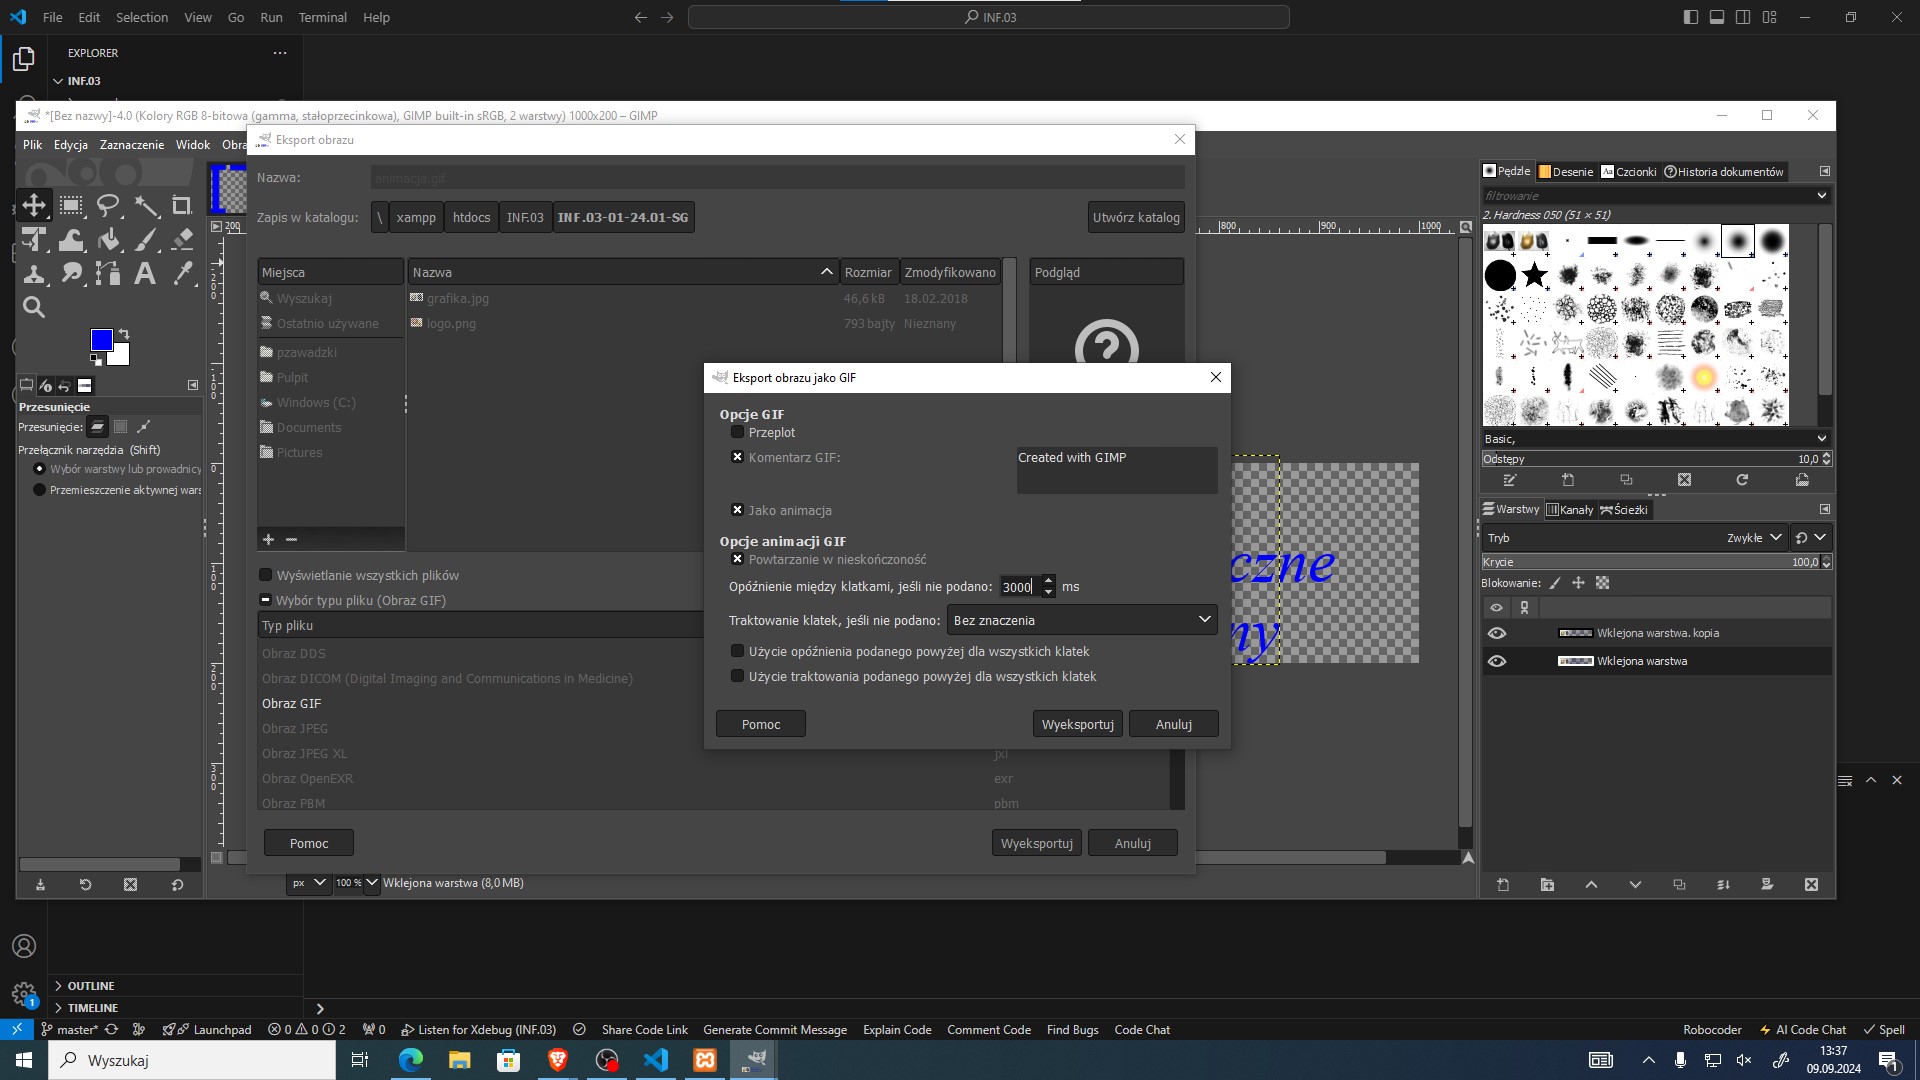 File Edit Selection View Go Run Terminal Help
INF.03
EXPLORER
INF.03
*[Bez nazwy]-4.0 (Kolory RGB 8-bitowa (gamma, stałoprzecinkowa), GIMP built-in sRGB, 2 warstwy) 1000x200 – GIMP
Plik Edycja Zaznaczenie Widok Obra
Eksport obrazu
Nazwa: animacja.gif
Zapis w katalogu: \ xampp htdocs INF.03 INF.03-01-24.01-SG Utwórz katalog
Miejsca Nazwa Rozmiar Zmodyfikowano Podgląd
Wyszukaj grafika.jpg 46,6 kB 18.02.2018
Ostatnio używane logo.png 793 bajty Nieznany
pzawadzki
Pulpit
Windows (C:)
Documents
Pictures
Wyświetlanie wszystkich plików
Wybór typu pliku (Obraz GIF)
Typ pliku
Obraz DDS
Obraz DICOM (Digital Imaging and Communications in Medicine)
Obraz GIF
Obraz JPEG
Obraz JPEG XL jxl
Obraz OpenEXR exr
Obraz PBM pbm
Pomoc Wyeksportuj Anuluj
px 100 % Wklejona warstwa (8,0 MB)
Eksport obrazu jako GIF
Opcje GIF
Przeplot
Komentarz GIF: Created with GIMP
Jako animacja
Opcje animacji GIF
Powtarzanie w nieskończoność
Opóźnienie między klatkami, jeśli nie podano: 3000 ms
Traktowanie klatek, jeśli nie podano: Bez znaczenia
Użycie opóźnienia podanego powyżej dla wszystkich klatek
Użycie traktowania podanego powyżej dla wszystkich klatek
Pomoc Wyeksportuj Anuluj
Przesunięcie
Przesunięcie:
Przełącznik narzędzia (Shift)
Wybór warstwy lub prowadnicy
Przemieszczenie aktywnej wars
200
800 900 1000
-200
-100
0
100
200
300
czne
ny
Pędzle Desenie Czcionki Historia dokumentów
filtrowanie
2. Hardness 050 (51 × 51)
Basic,
Odstępy 10,0
Warstwy Kanały Ścieżki
Tryb Zwykłe
Krycie 100,0
Blokowanie:
Wklejona warstwa. kopia
Wklejona warstwa
1
OUTLINE
TIMELINE
master* Launchpad 0 0 2 0 Listen for Xdebug (INF.03) Share Code Link Generate Commit Message Explain Code Comment Code Find Bugs Code Chat Robocoder AI Code Chat Spell
Wyszukaj
13:37
09.09.2024
1